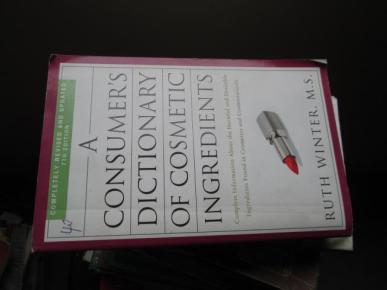 COMPLETELY REVISED AND UPDATED
7TH EDITION
A
CONSUMER'S
DICTIONARY
OF COSMETIC
INGREDIENTS
Complete Information About the Harmful and Desirable
Ingredients Found in Cosmetics and Cosmeceuticals
RUTH WINTER, M.S.